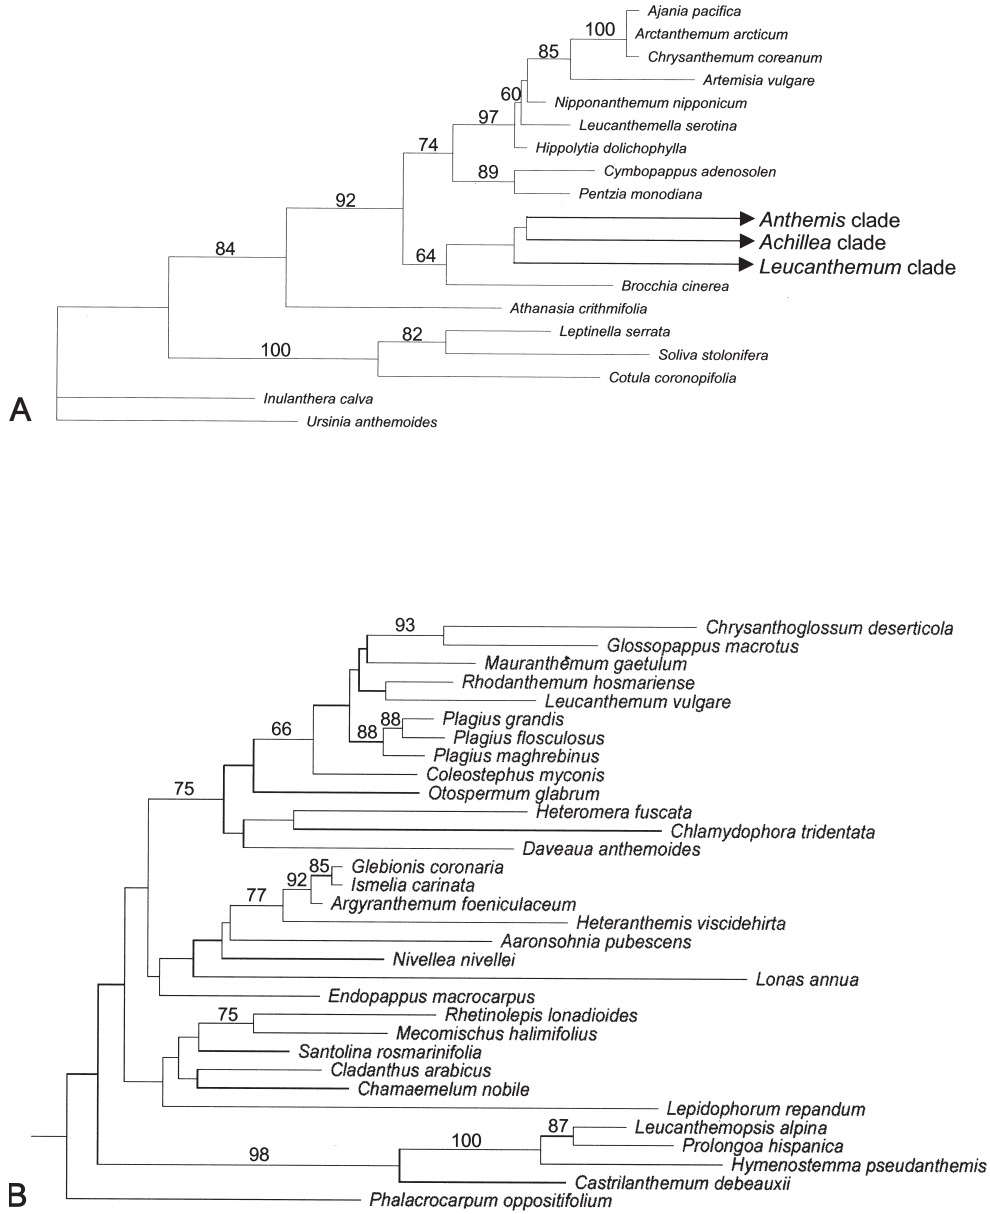 Ajania pacifica
100
Arctanthemum arcticum
85
Chrysanthemum coreanum
Artemisia vulgare
60
Nipponanthemum nipponicum
97
Leucanthemella serotina
74
Hippolytia dolichophylla
89
Cymbopappus adenosolen
Pentzia monodiana
92
Anthemis clade
84
Achillea clade
64
Leucanthemum clade
Brocchia cinerea
Athanasia crithmifolia
82
Leptinella serrata
100
Soliva stolonifera
Cotula coronopifolia
Inulanthera calva
A
Ursinia anthemoides
93
Chrysanthoglossum deserticola
Glossopappus macrotus
Mauranthemum gaetulum
Rhodanthemum hosmariense
Leucanthemum vulgare
88
Plagius grandis
66
88
Plagius flosculosus
Plagius maghrebinus
Coleostephus myconis
75
Otospermum glabrum
Heteromera fuscata
Chlamydophora tridentata
Daveaua anthemoides
85
Glebionis coronaria
92
Ismelia carinata
77
Argyranthemum foeniculaceum
Heteranthemis viscidehirta
Aaronsohnia pubescens
Nivellea nivellei
Lonas annua
Endopappus macrocarpus
75
Rhetinolepis lonadioides
Mecomischus halimifolius
Santolina rosmarinifolia
Cladanthus arabicus
Chamaemelum nobile
Lepidophorum repandum
87
Leucanthemopsis alpina
100
Prolongoa hispanica
98
Hymenostemma pseudanthemis
Castrilanthemum debeauxii
B
Phalacrocarpum oppositifolium